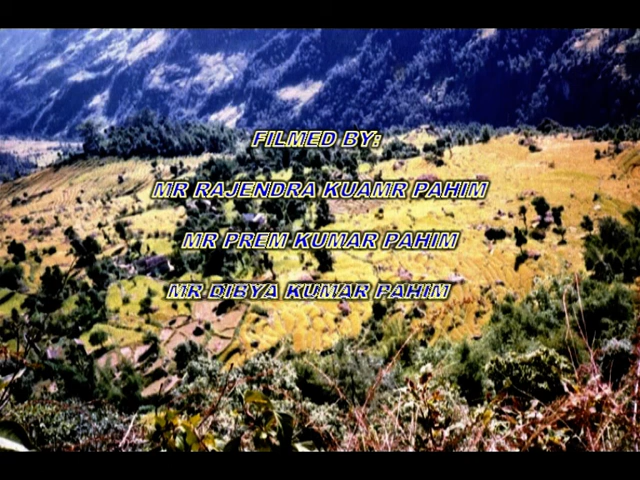 FILMED BY:
MR RAJENDRA KUAMR PAHIM
MR PREM KUMAR PAHIM
MR DIBYA KUMAR PAHIM